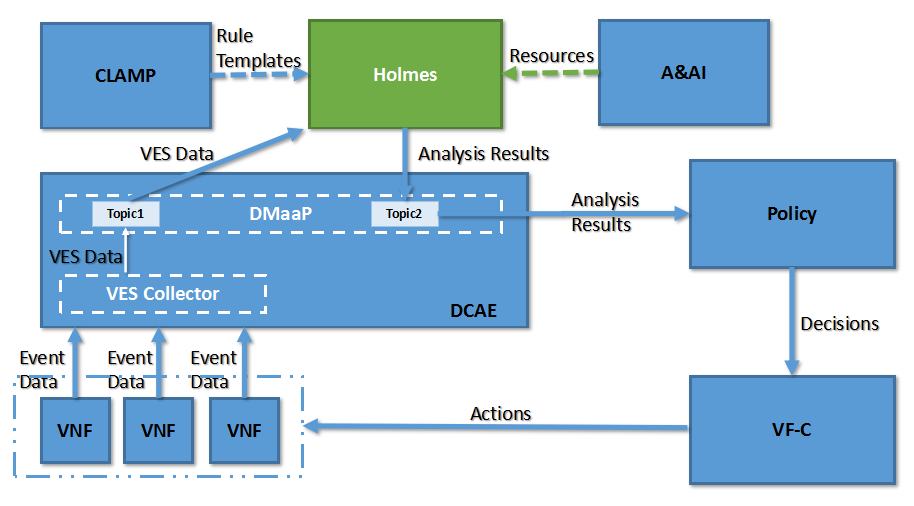 CLAMP
Rule
Templates
Holmes
Resources
A&AI
VES Data
Analysis Results
Topic1
DMaaP
Topic2
Analysis
Results
Policy
VES Data
VES Collector
DCAE
Decisions
Event
Data
Event
Data
Event
Data
VNF
VNF
VNF
Actions
VF-C